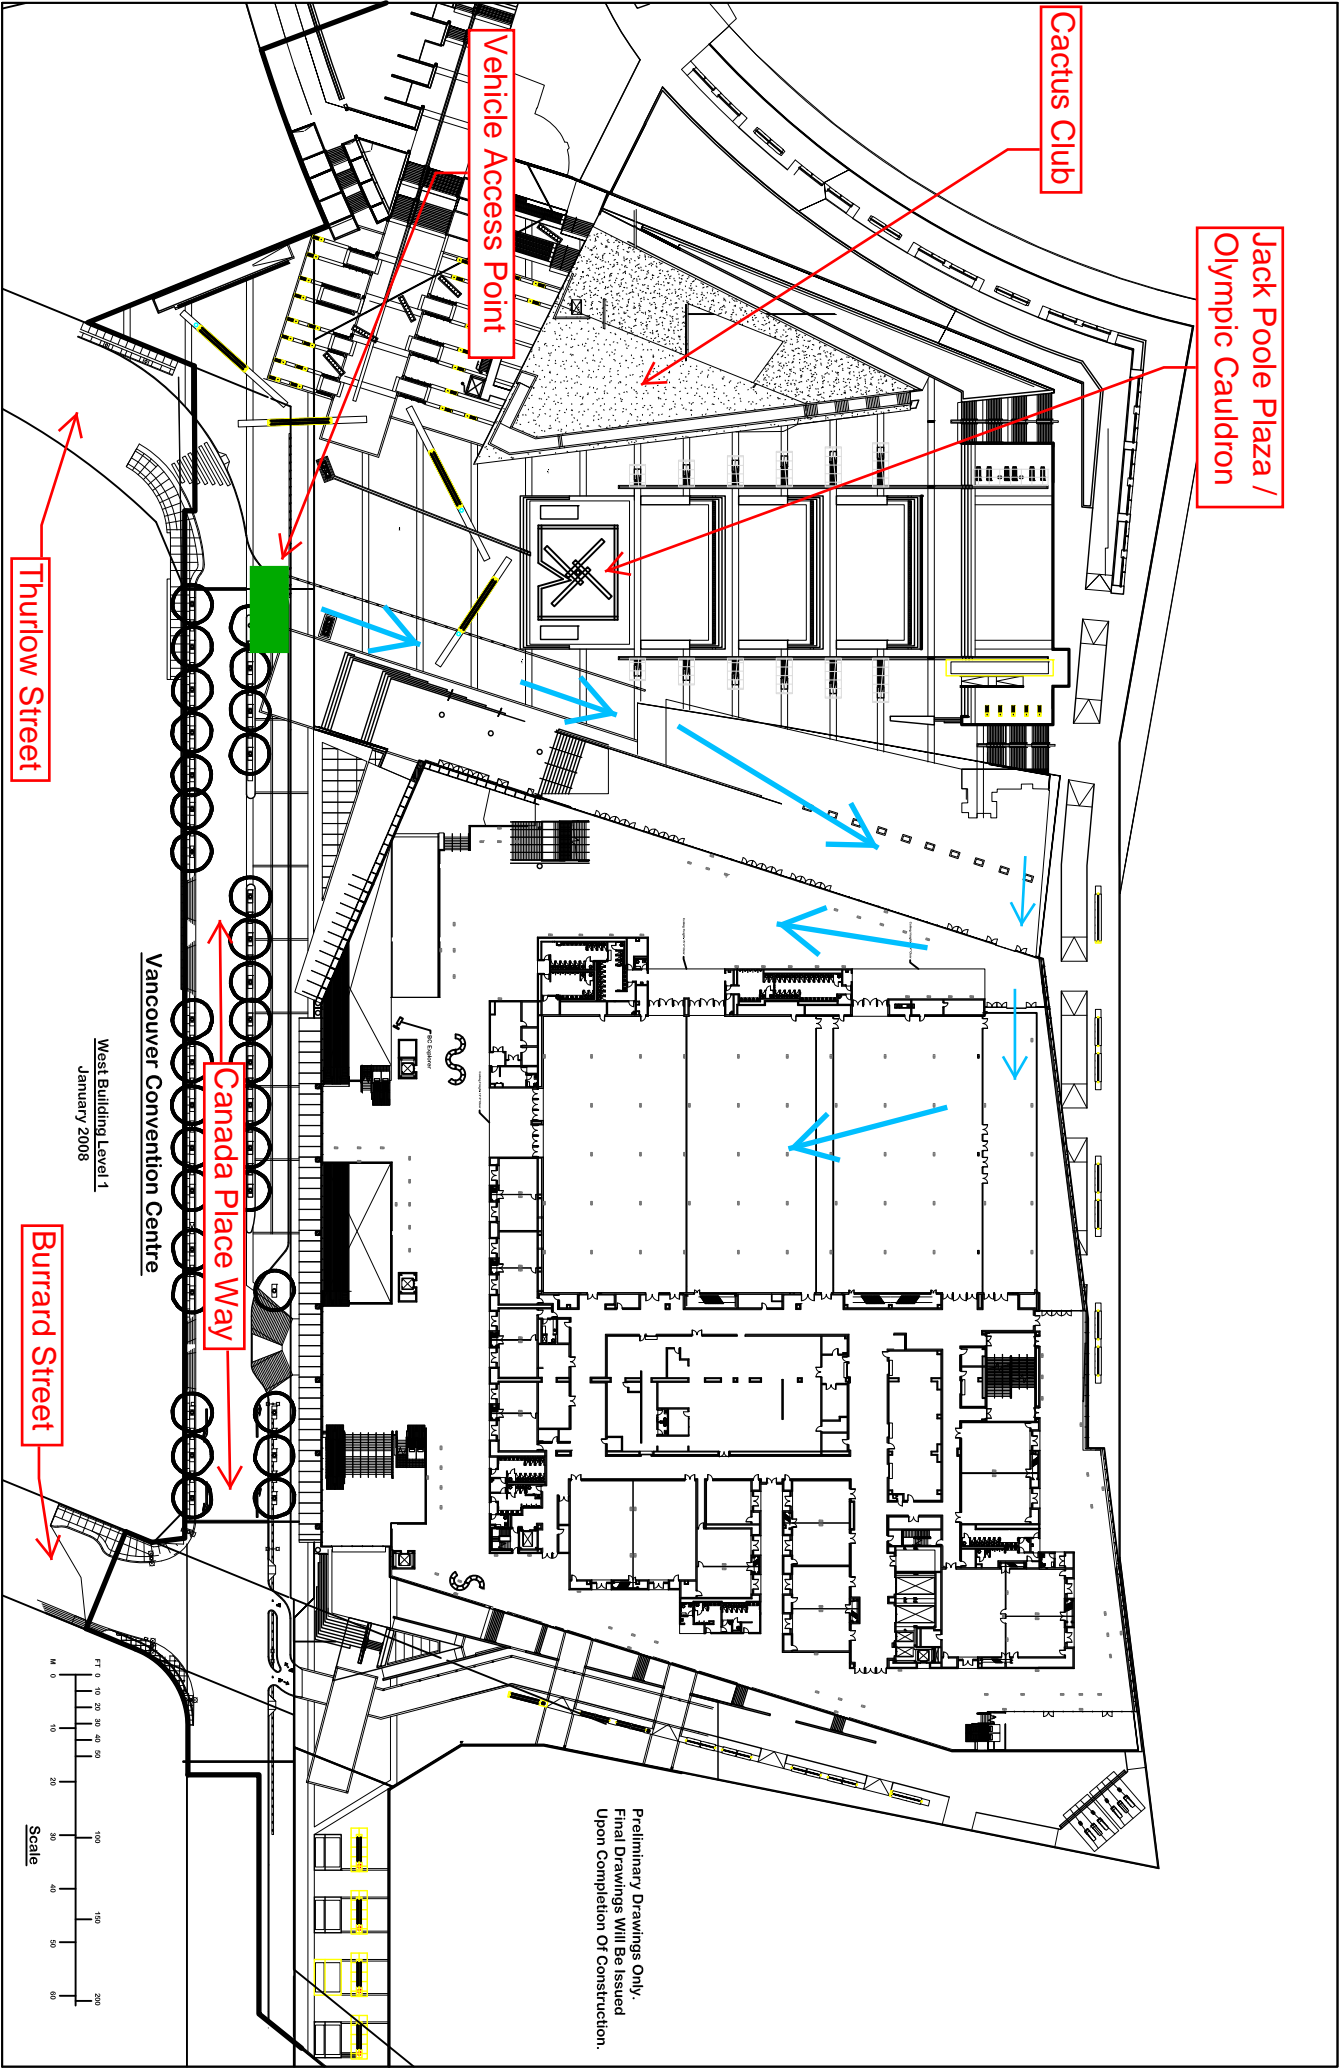 Cactus Club
Jack Poole Plaza /
Olympic Cauldron
Vehicle Access Point
Thurlow Street
Canada Place Way
Burrard Street
Vancouver Convention Centre
West Building Level 1
January 2008
BC Explorer
Preliminary Drawings Only.
Final Drawings Will Be Issued
Upon Completion Of Construction.
FT 0 10 20 30 40 50 100 150 200
M 0 10 20 30 40 50 60
Scale